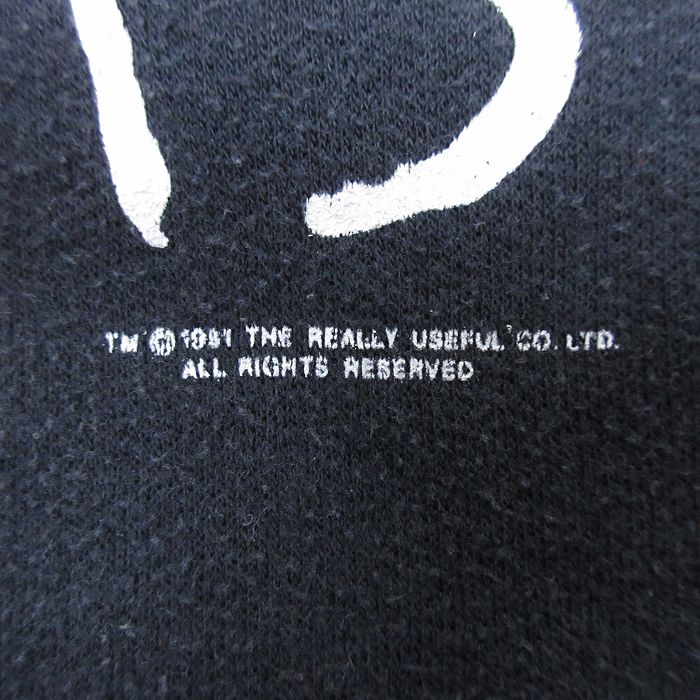 TM © 1981 THE REALLY USEFUL CO. LTD.
ALL RIGHTS RESERVED